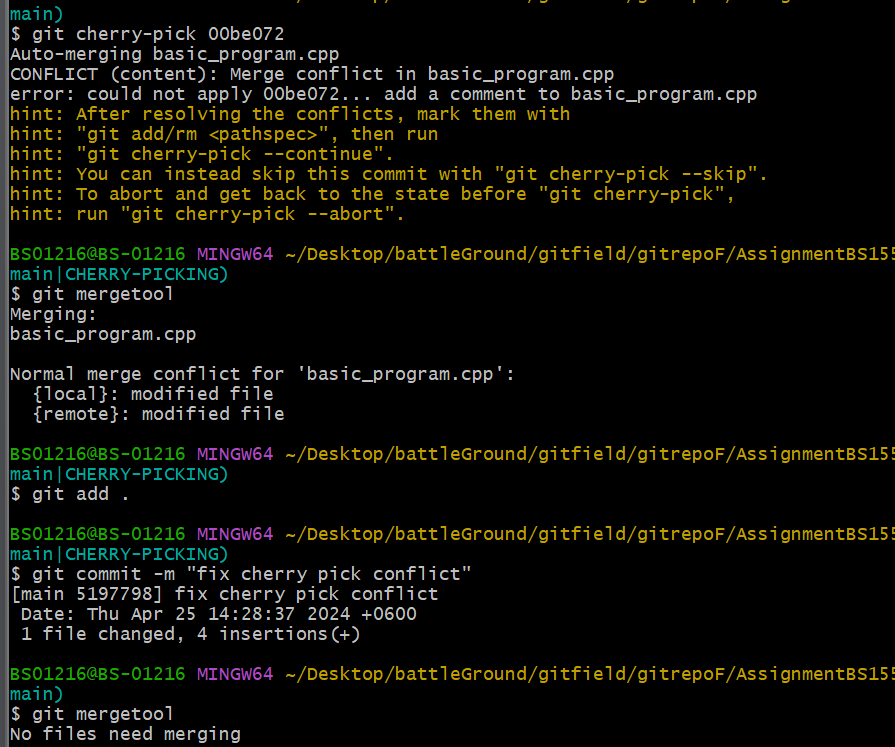 main)
$ git cherry-pick 00be072
Auto-merging basic_program.cpp
CONFLICT (content): Merge conflict in basic_program.cpp
error: could not apply 00be072... add a comment to basic_program.cpp
hint: After resolving the conflicts, mark them with
hint: "git add/rm <pathspec>", then run
hint: "git cherry-pick --continue".
hint: You can instead skip this commit with "git cherry-pick --skip".
hint: To abort and get back to the state before "git cherry-pick",
hint: run "git cherry-pick --abort".
BS01216@BS-01216 MINGW64 ~/Desktop/battleGround/gitfield/gitrepoF/AssignmentBS155
main|CHERRY-PICKING)
$ git mergetool
Merging:
basic_program.cpp
Normal merge conflict for 'basic_program.cpp':
  {local}: modified file
  {remote}: modified file
BS01216@BS-01216 MINGW64 ~/Desktop/battleGround/gitfield/gitrepoF/AssignmentBS155
main|CHERRY-PICKING)
$ git add .
BS01216@BS-01216 MINGW64 ~/Desktop/battleGround/gitfield/gitrepoF/AssignmentBS155
main|CHERRY-PICKING)
$ git commit -m "fix cherry pick conflict"
[main 5197798] fix cherry pick conflict
 Date: Thu Apr 25 14:28:37 2024 +0600
 1 file changed, 4 insertions(+)
BS01216@BS-01216 MINGW64 ~/Desktop/battleGround/gitfield/gitrepoF/AssignmentBS155
main)
$ git mergetool
No files need merging